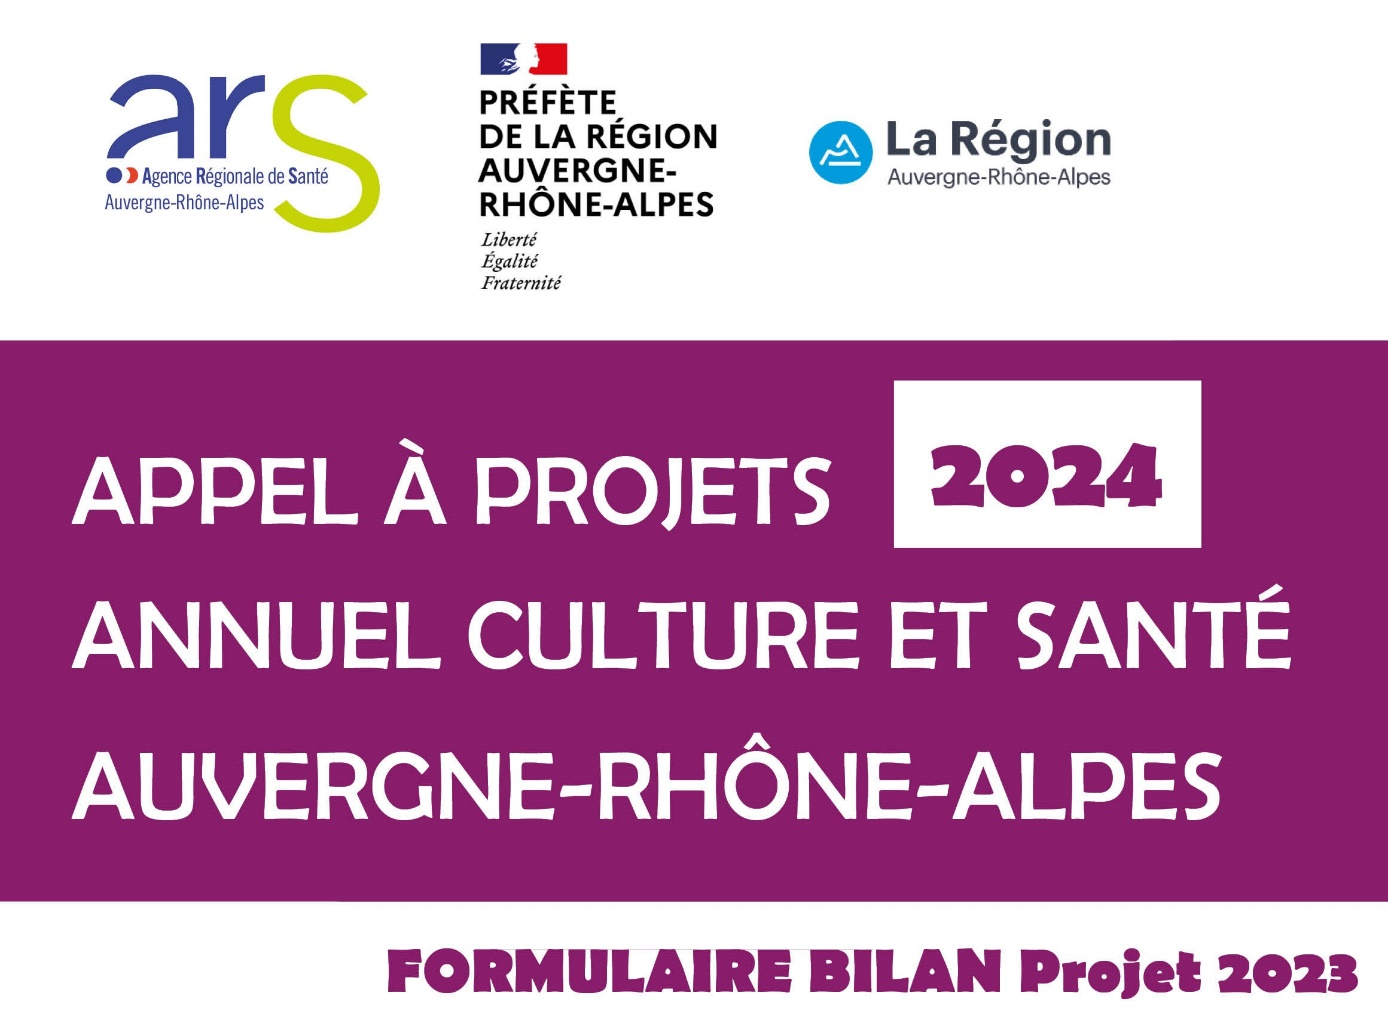 ars
Agence Régionale de Santé
Auvergne-Rhône-Alpes
PRÉFÈTE
DE LA RÉGION
AUVERGNE-
RHÔNE-ALPES
Liberté
Égalité
Fraternité
La Région
Auvergne-Rhône-Alpes
APPEL À PROJETS 2024
ANNUEL CULTURE ET SANTÉ
AUVERGNE-RHÔNE-ALPES
FORMULAIRE BILAN Projet 2023